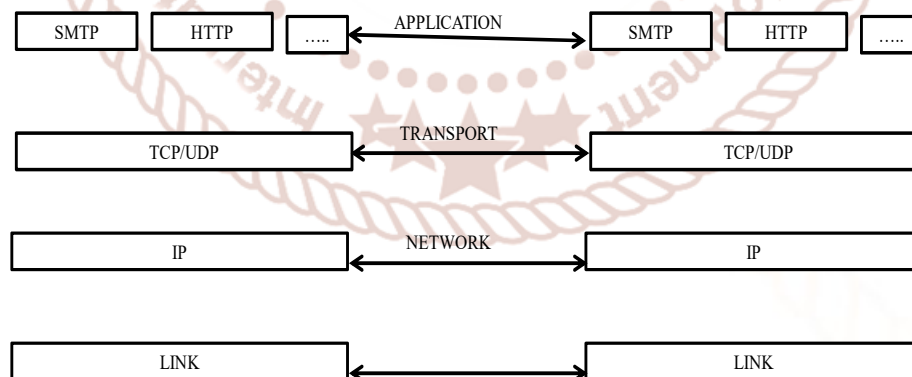 SMTP HTTP ..... APPLICATION SMTP HTTP .....
TCP/UDP TRANSPORT TCP/UDP
IP NETWORK IP
LINK LINK